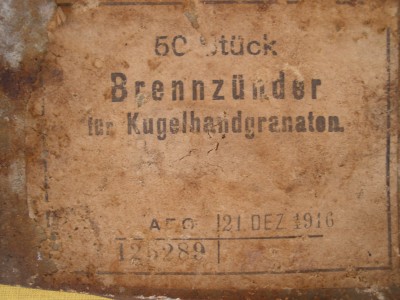 50 Stück
Brennzünder
für Kugelhandgranaten.
21. DEZ 1916
125289